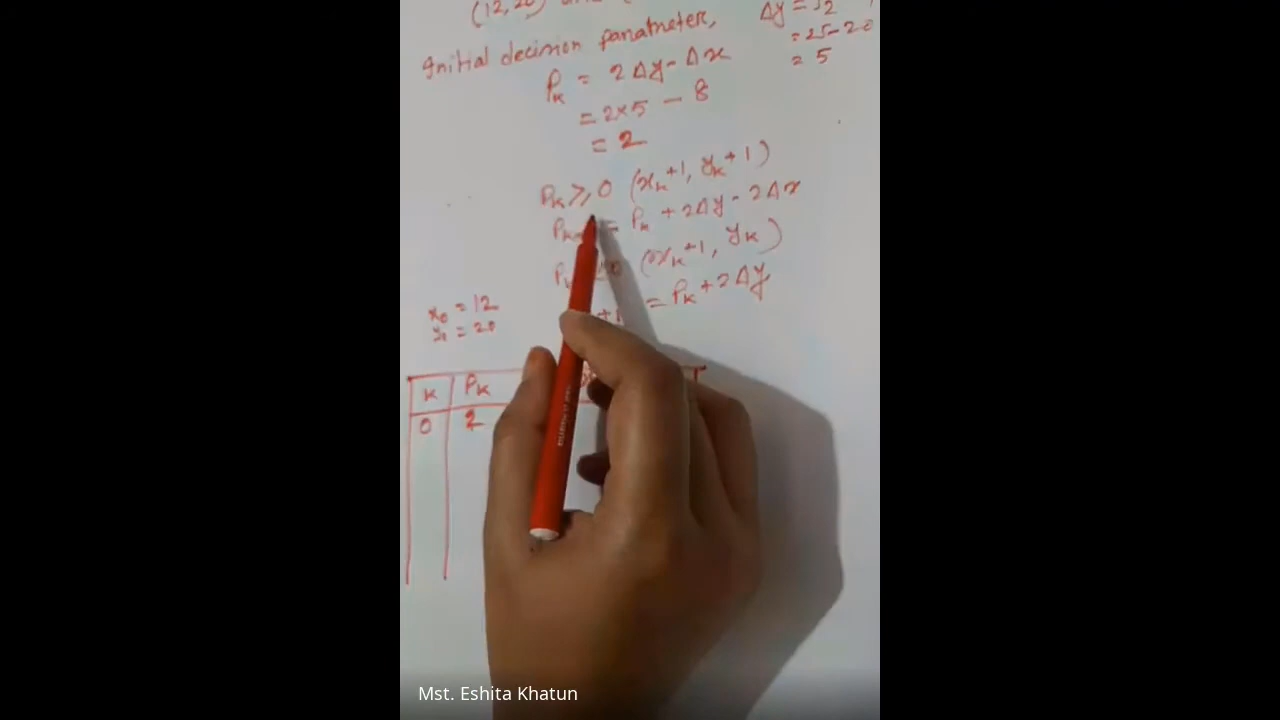 (12,20)
Δy =
= 25-20
= 5
Initial decision parameter,
Pk = 2Δy - Δx
= 2×5 - 8
= 2
Pk ≥ 0 (xk+1, yk+1)
= Pk + 2Δy - 2Δx
(xk+1, yk)
= Pk + 2Δy
x0 = 12
= 20
K Pk
0 2
Mst. Eshita Khatun